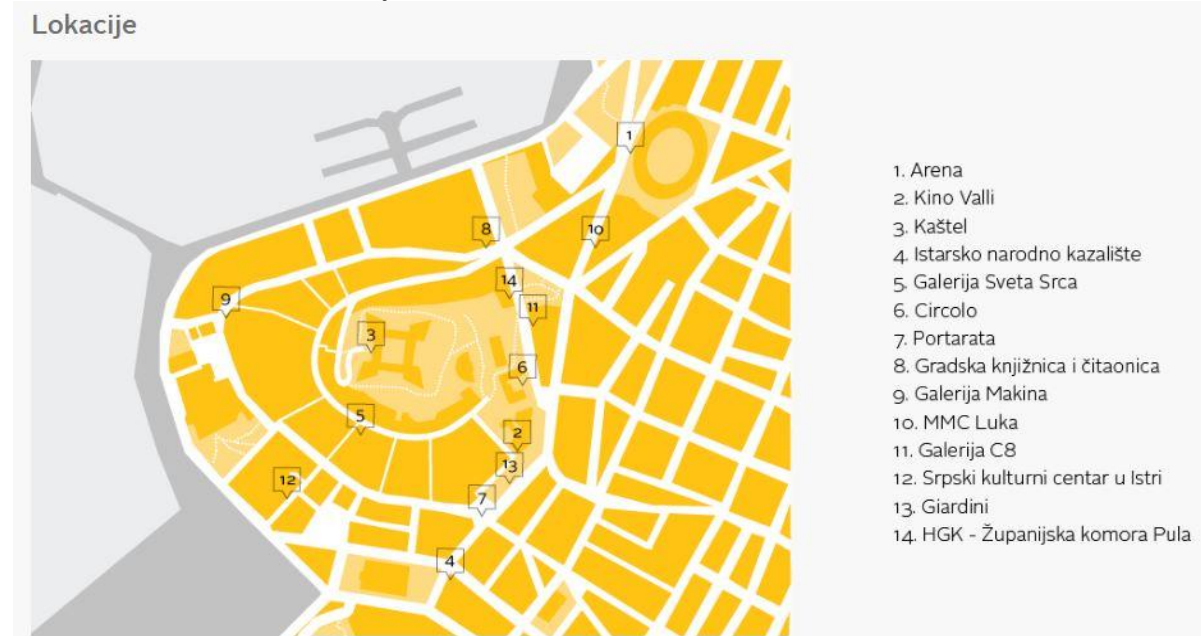 Lokacije
1
8
10
14
9
11
3
6
5
2
13
12
7
4
1. Arena
2. Kino Valli
3. Kaštel
4. Istarsko narodno kazalište
5. Galerija Sveta Srca
6. Circolo
7. Portarata
8. Gradska knjižnica i čitaonica
9. Galerija Makina
10. MMC Luka
11. Galerija C8
12. Srpski kulturni centar u Istri
13. Giardini
14. HGK - Županijska komora Pula